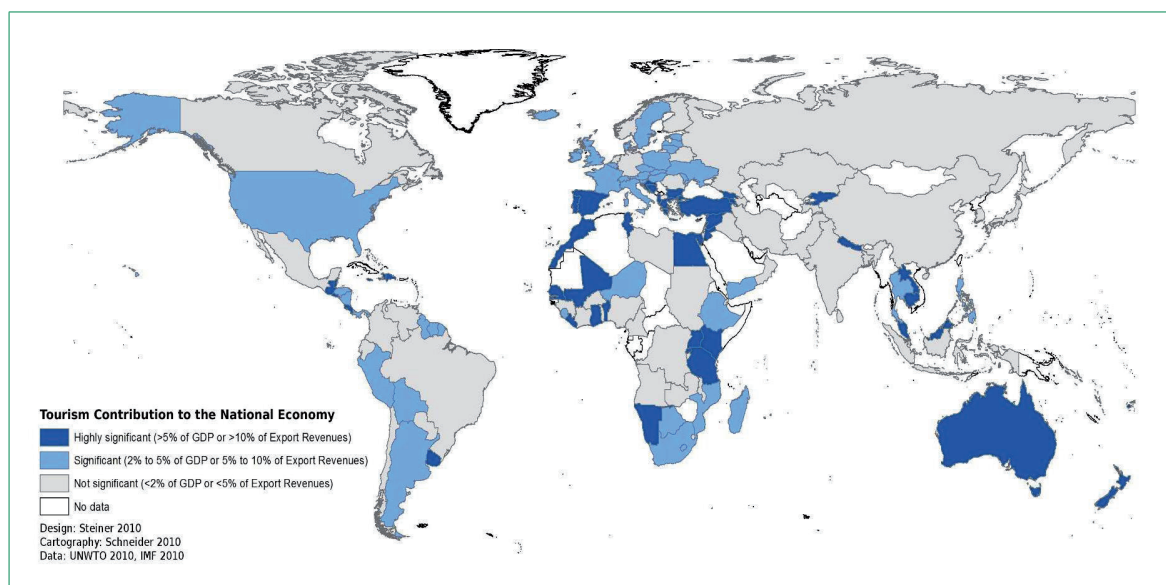 Tourism Contribution to the National Economy
Highly significant (>5% of GDP or >10% of Export Revenues)
Significant (2% to 5% of GDP or 5% to 10% of Export Revenues)
Not significant (<2% of GDP or <5% of Export Revenues)
No data
Design: Steiner 2010
Cartography: Schneider 2010
Data: UNWTO 2010, IMF 2010